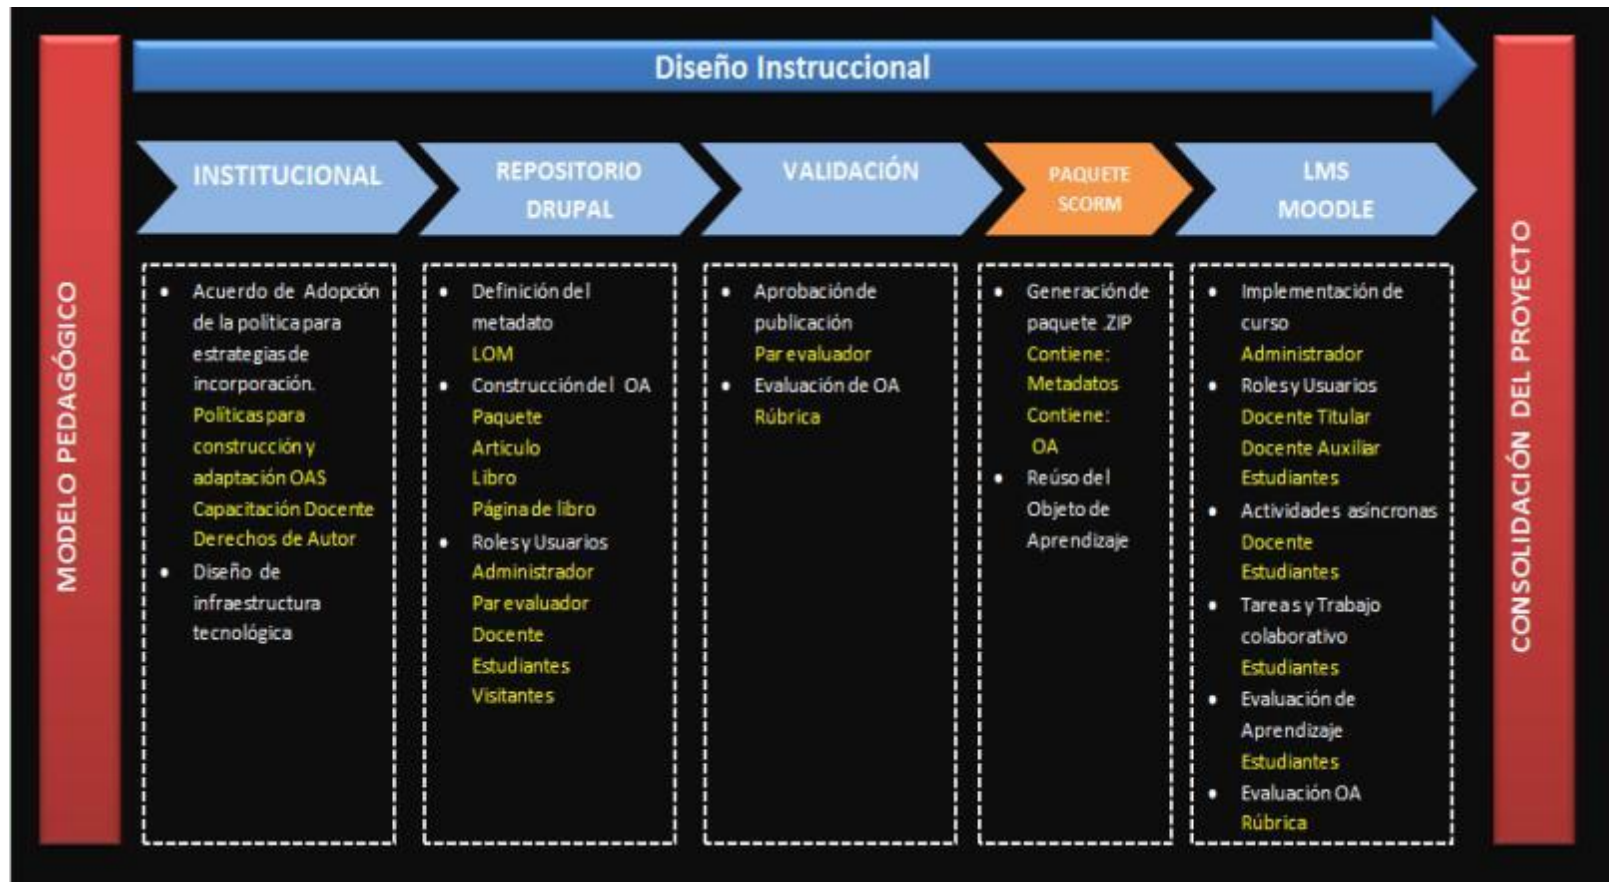 Diseño Instruccional
MODELO PEDAGÓGICO
INSTITUCIONAL
• Acuerdo de Adopción
de la política para
estrategias de
incorporación.
Políticas para
construcción y
adaptación OAS
Capacitación Docente
Derechos de Autor
• Diseño de
infraestructura
tecnológica
REPOSITORIO
DRUPAL
• Definición del
metadato
LOM
• Construcción del OA
Paquete
Articulo
Libro
Página de libro
• Roles y Usuarios
Administrador
Par evaluador
Docente
Estudiantes
Visitantes
VALIDACIÓN
• Aprobación de
publicación
Par evaluador
• Evaluación de OA
Rúbrica
PAQUETE
SCORM
• Generación de
paquete .ZIP
Contiene:
Metadatos
Contiene:
OA
• Reúso del
Objeto de
Aprendizaje
LMS
MOODLE
• Implementación de
curso
Administrador
• Roles y Usuarios
Docente Titular
Docente Auxiliar
Estudiantes
• Actividades asíncronas
Docente
Estudiantes
• Tareas y Trabajo
colaborativo
Estudiantes
• Evaluación de
Aprendizaje
Estudiantes
• Evaluación OA
Rúbrica
CONSOLIDACIÓN DEL PROYECTO